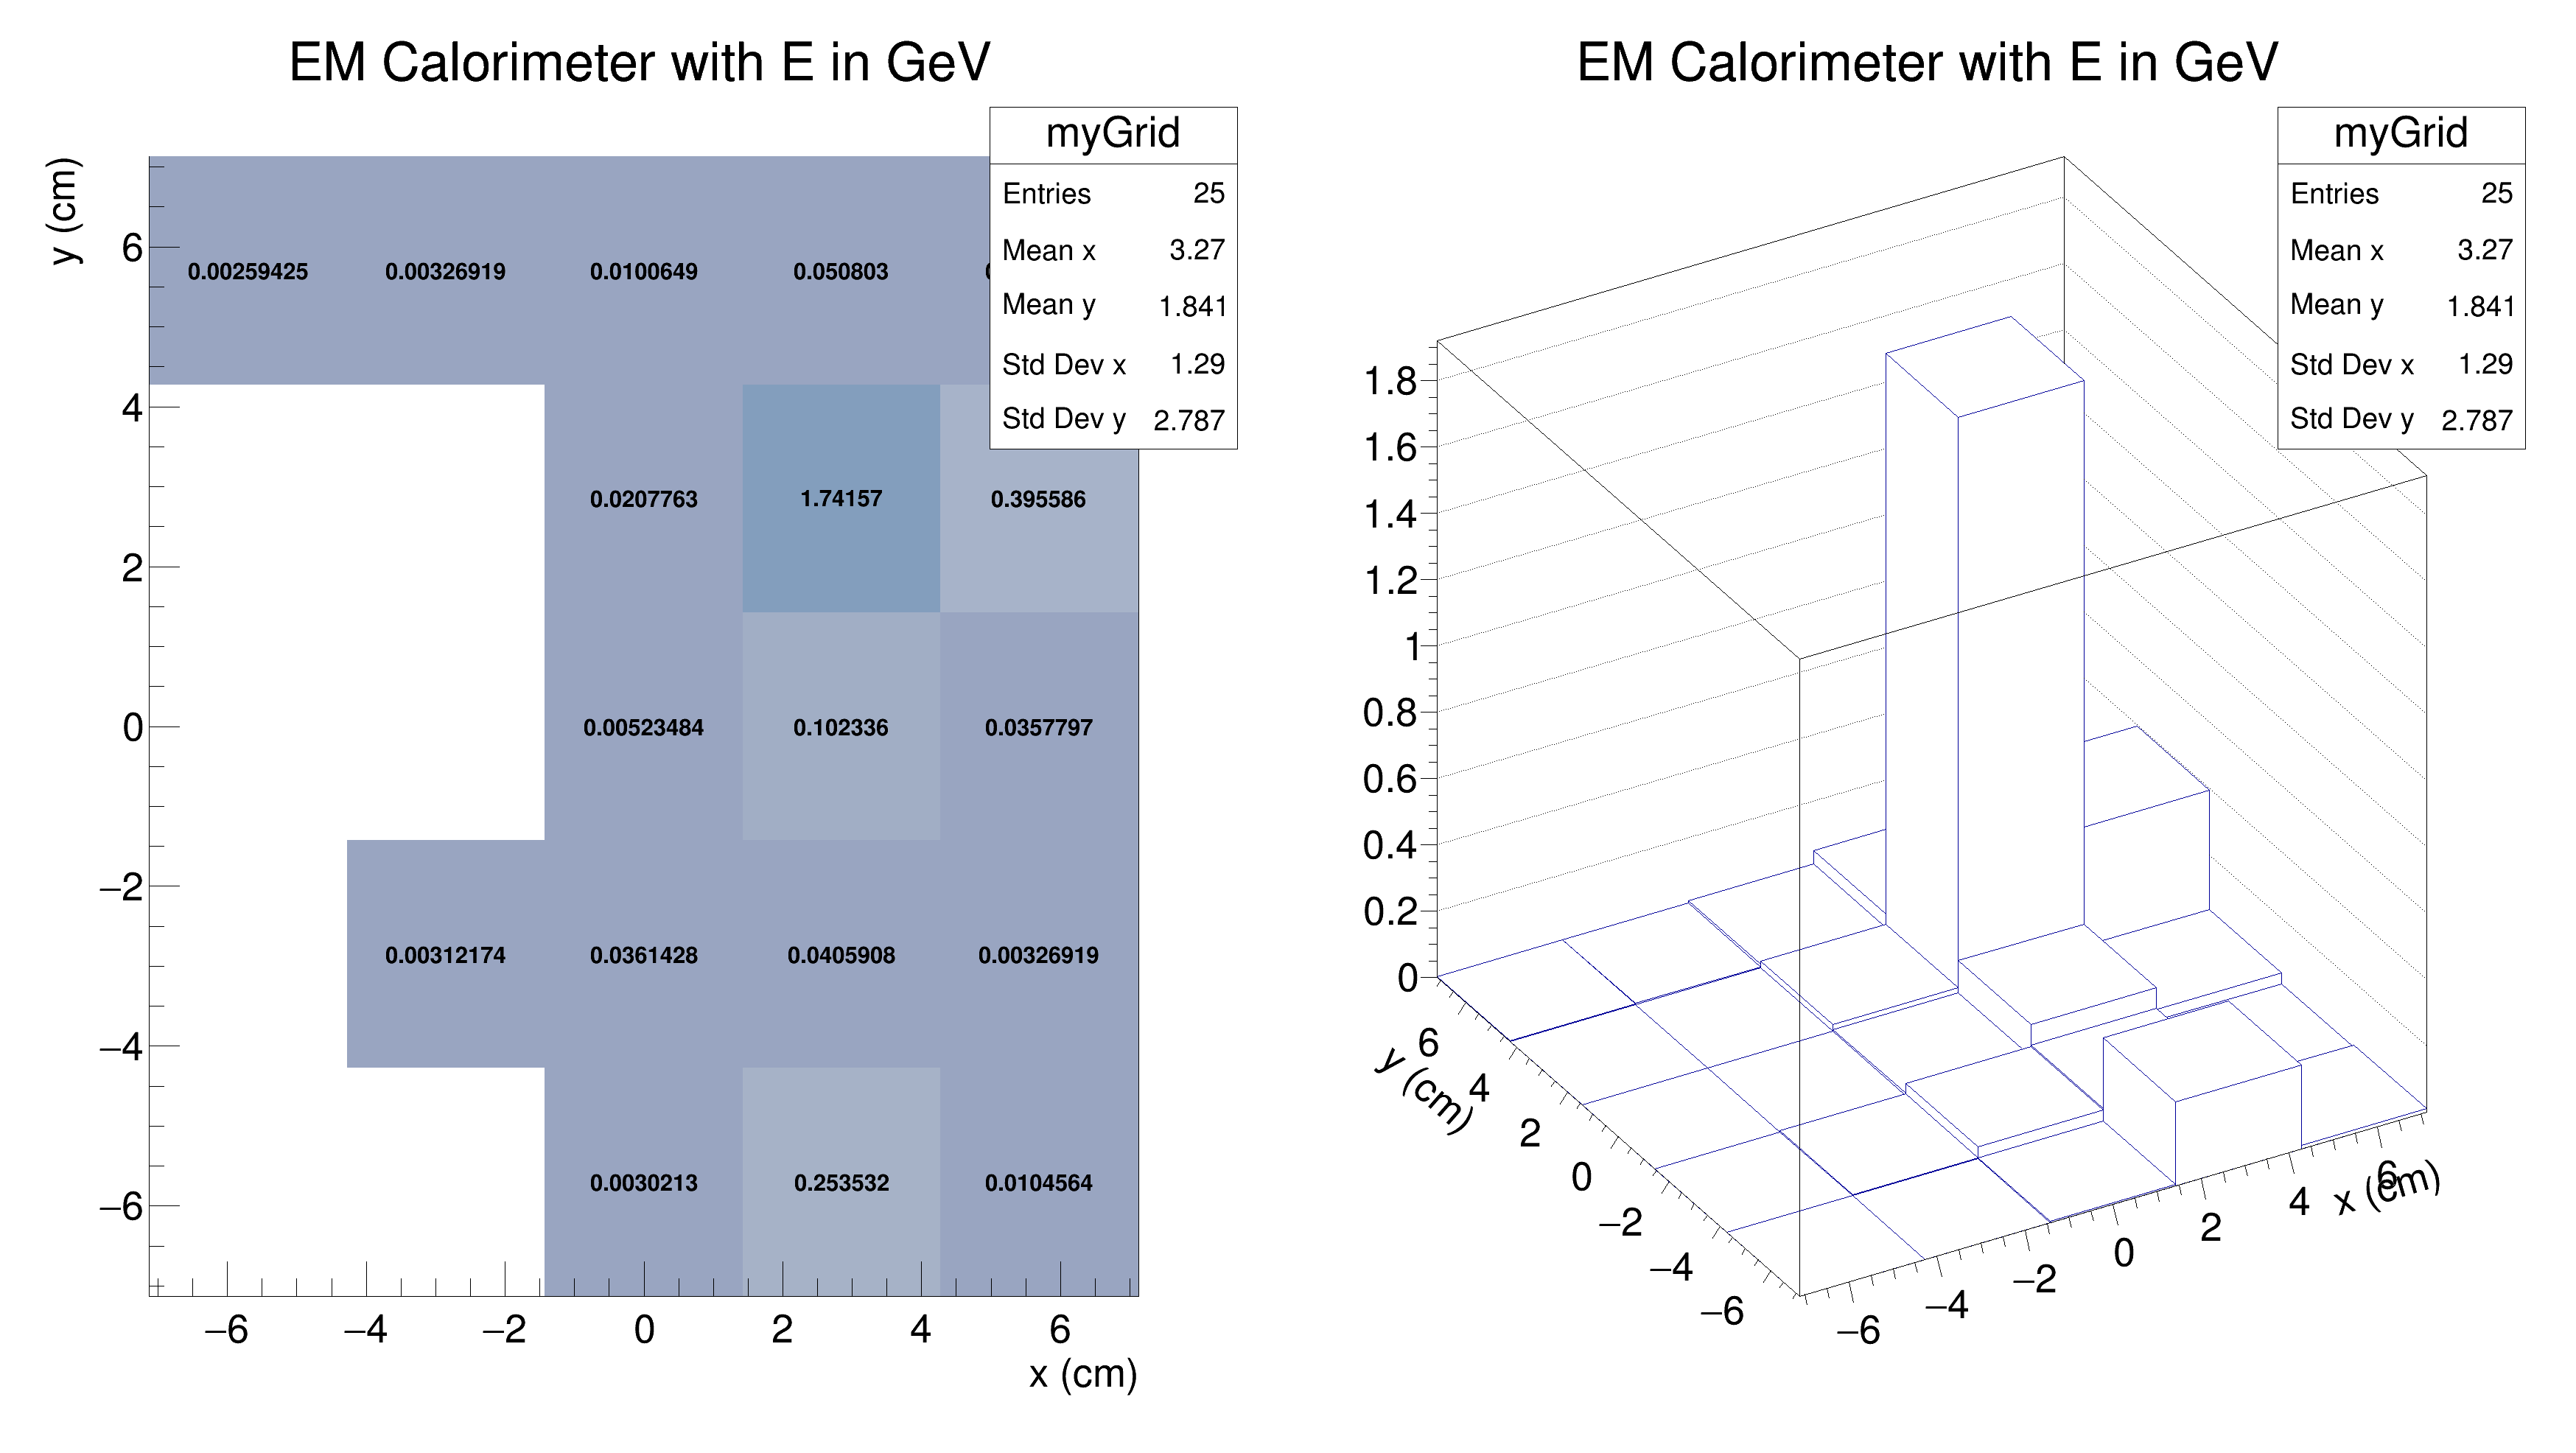 EM Calorimeter with E in GeV
myGrid
Entries 25
Mean x 3.27
Mean y 1.841
Std Dev x 1.29
Std Dev y 2.787
y (cm)
6
4
2
0
−2
−4
−6
0.00259425 0.00326919 0.0100649 0.050803
0.0207763 1.74157 0.395586
0.00523484 0.102336 0.0357797
0.00312174 0.0361428 0.0405908 0.00326919
0.0030213 0.253532 0.0104564
−6 −4 −2 0 2 4 6
x (cm)
EM Calorimeter with E in GeV
myGrid
Entries 25
Mean x 3.27
Mean y 1.841
Std Dev x 1.29
Std Dev y 2.787
1.8
1.6
1.4
1.2
1
0.8
0.6
0.4
0.2
0
y (cm)
6
4
2
0
−2
−4
−6
−6 −4 −2 0 2 4 6
x (cm)